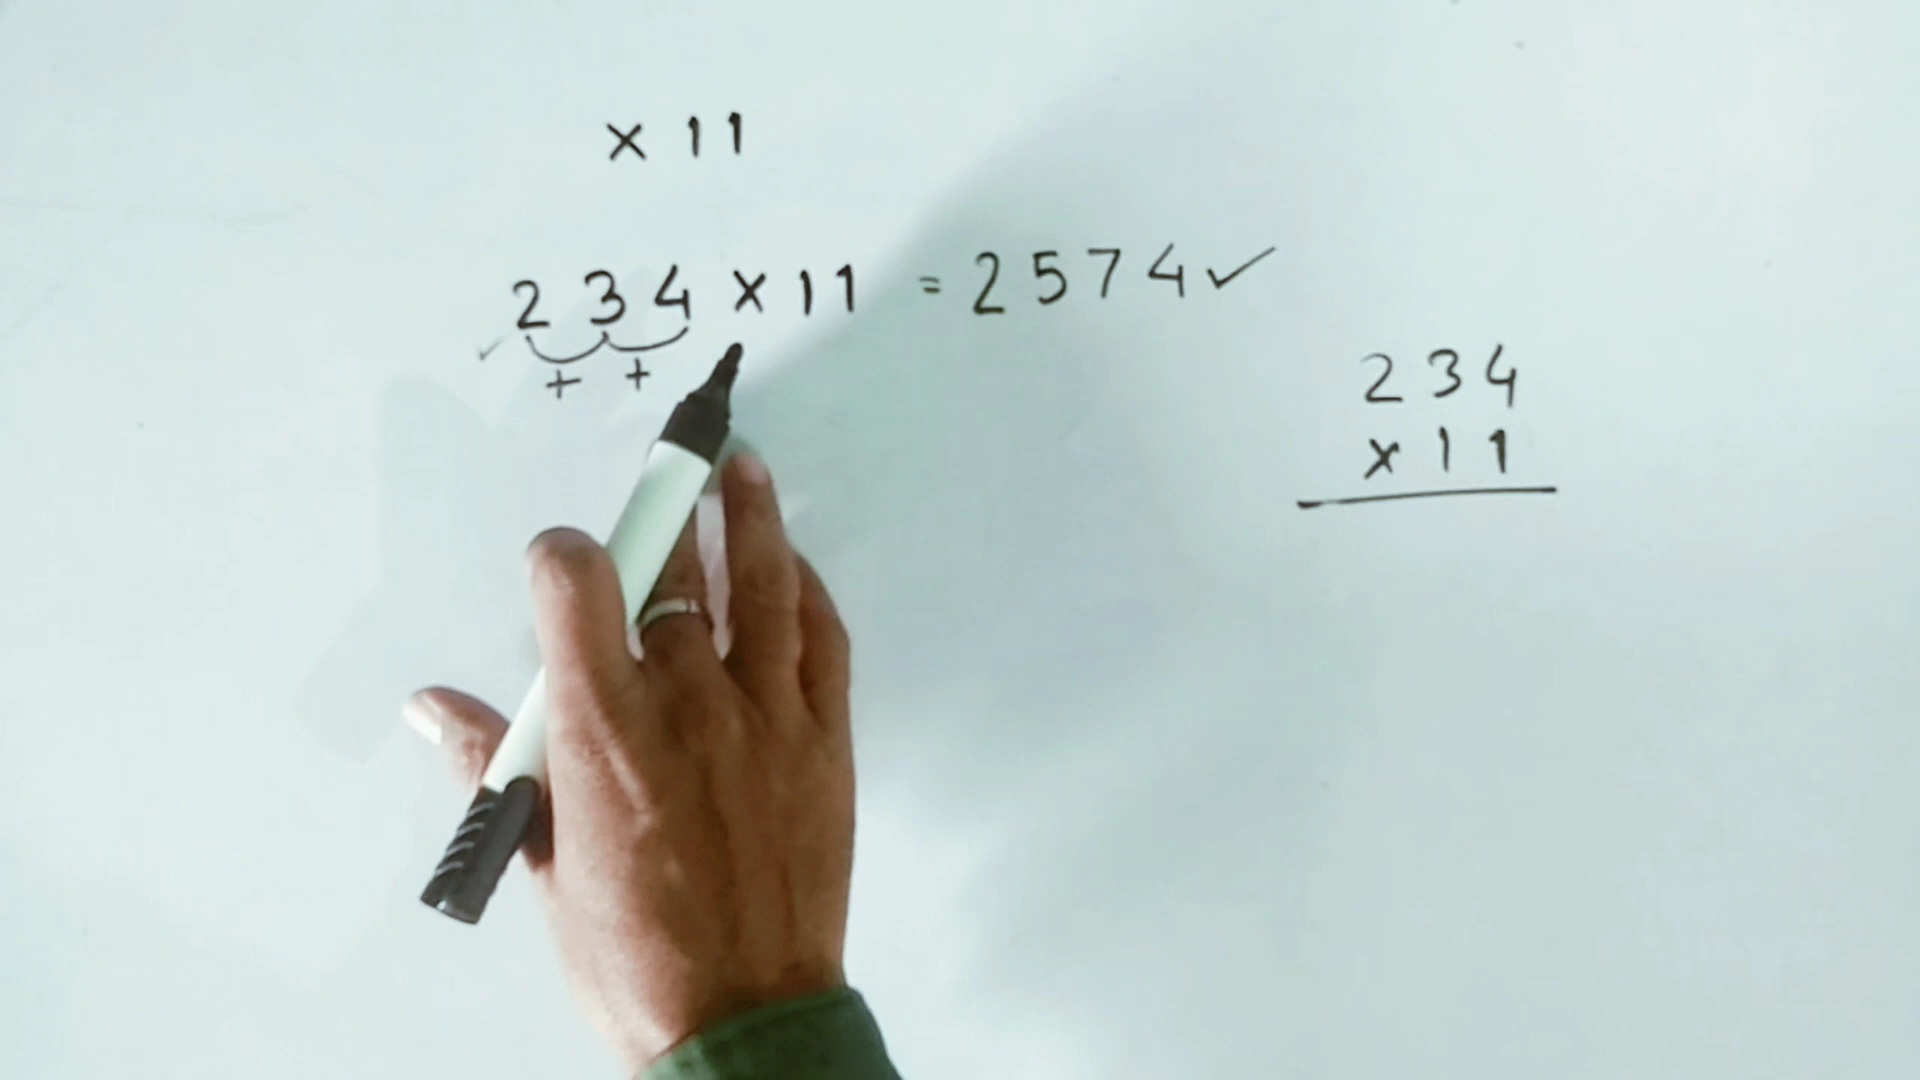 × 11
234 × 11 = 2574 ✓
✓ + +
234
× 11